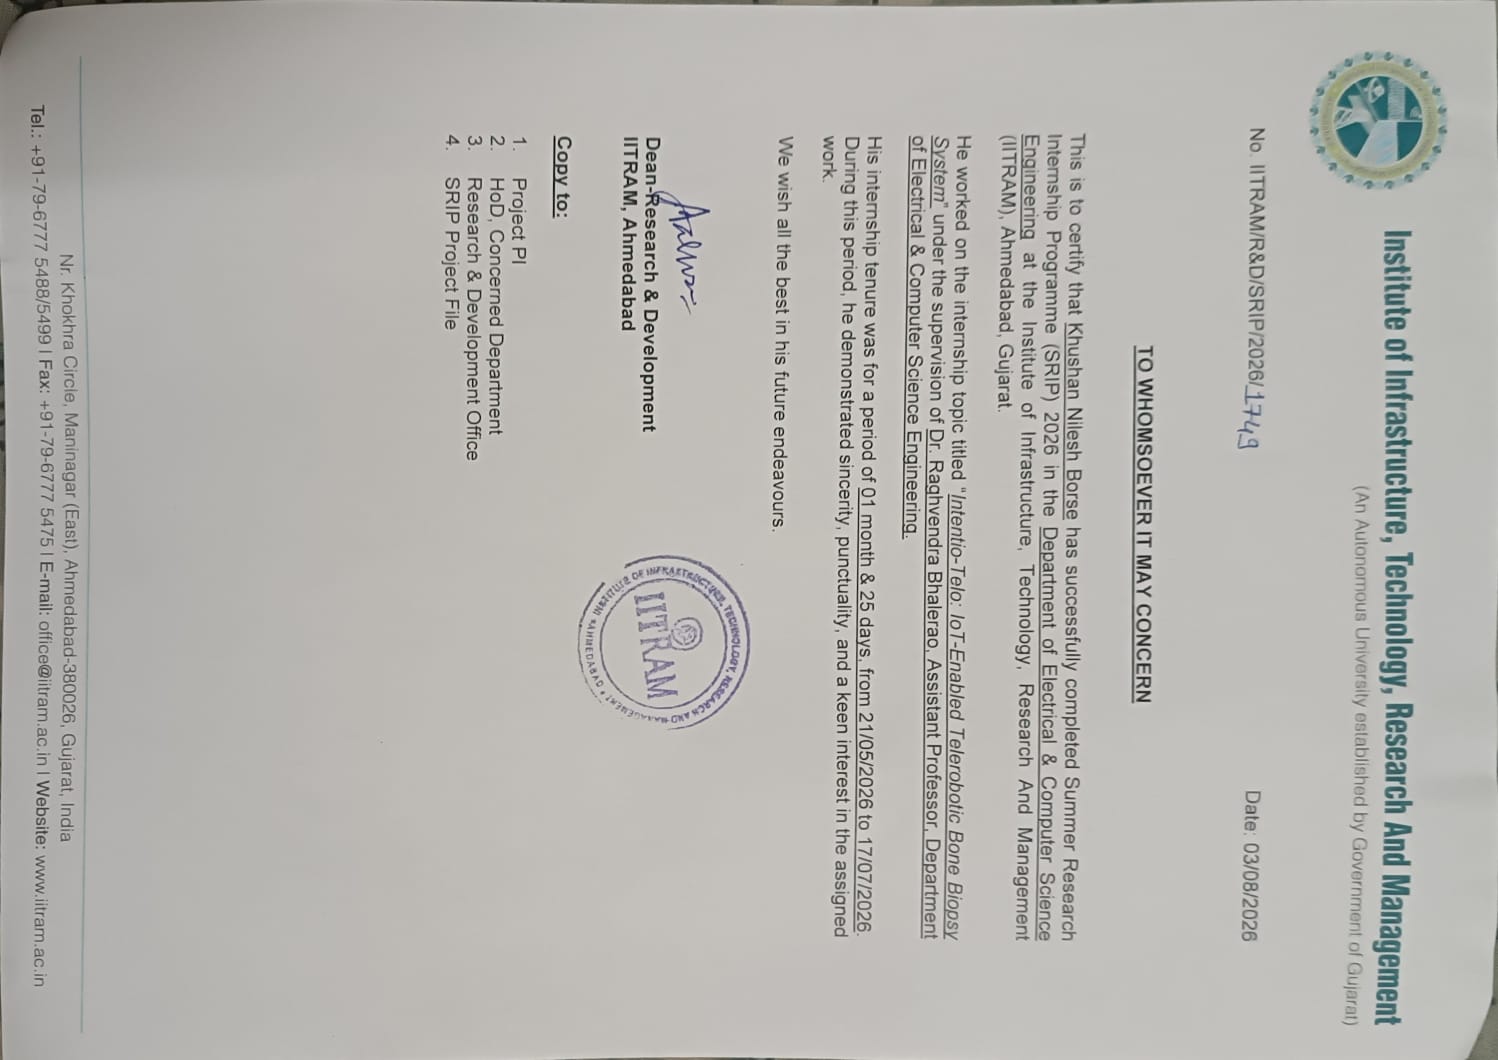 Institute of Infrastructure, Technology, Research And Management
(An Autonomous University established by Government of Gujarat)
No. IITRAM/R&D/SRIP/2026/1749
Date: 03/08/2026
TO WHOMSOEVER IT MAY CONCERN
This is to certify that Khushan Nilesh Borse has successfully completed Summer Research
Internship Programme (SRIP) 2026 in the Department of Electrical & Computer Science
Engineering at the Institute of Infrastructure, Technology, Research And Management
(IITRAM), Ahmedabad, Gujarat.
He worked on the internship topic titled "Intentio-Telo: IoT-Enabled Telerobotic Bone Biopsy
System" under the supervision of Dr. Raghvendra Bhalerao, Assistant Professor, Department
of Electrical & Computer Science Engineering.
His internship tenure was for a period of 01 month & 25 days, from 21/05/2026 to 17/07/2026.
During this period, he demonstrated sincerity, punctuality, and a keen interest in the assigned
work.
We wish all the best in his future endeavours.
Dean-Research & Development
IITRAM, Ahmedabad
INSTITUTE OF INFRASTRUCTURE, TECHNOLOGY, RESEARCH AND MANAGEMENT
IITRAM
AHMEDABAD
Copy to:
1. Project PI
2. HoD, Concerned Department
3. Research & Development Office
4. SRIP Project File
Nr. Khokhra Circle, Maninagar (East), Ahmedabad-380026, Gujarat, India
Tel.: +91-79-6777 5488/5499 I Fax: +91-79-6777 5475 I E-mail: office@iitram.ac.in I Website: www.iitram.ac.in